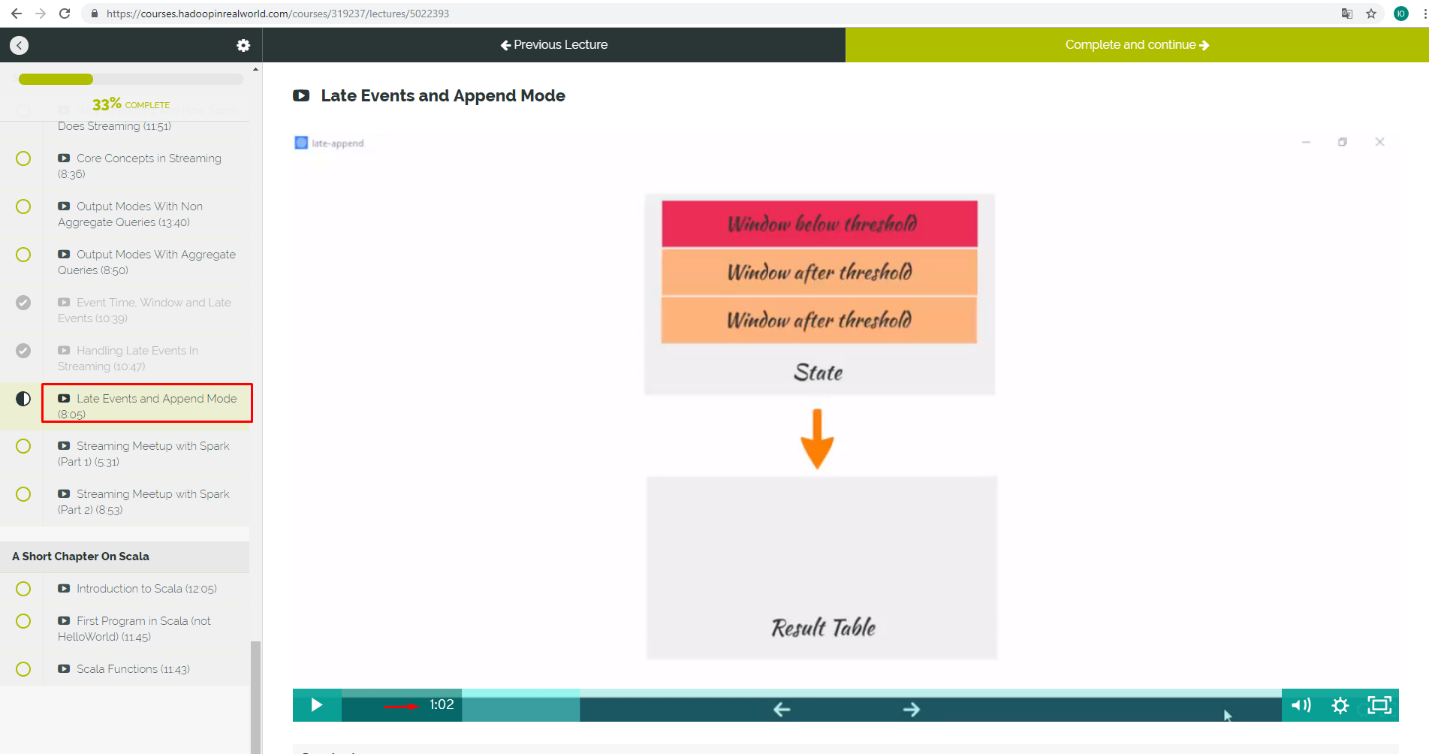 https://courses.hadoopinrealworld.com/courses/319237/lectures/5022393
Ю
Previous Lecture
Complete and continue
33% COMPLETE
Does Streaming (11:51)
Core Concepts in Streaming
(8:36)
Output Modes With Non
Aggregate Queries (13:40)
Output Modes With Aggregate
Queries (8:50)
Event Time, Window and Late
Events (10:39)
Handling Late Events In
Streaming (10:47)
Late Events and Append Mode
(8:05)
Streaming Meetup with Spark
(Part 1) (5:31)
Streaming Meetup with Spark
(Part 2) (8:53)
A Short Chapter On Scala
Introduction to Scala (12:05)
First Program in Scala (not
HelloWorld) (11:45)
Scala Functions (11:43)
Late Events and Append Mode
late-append
Window below threshold
Window after threshold
Window after threshold
State
Result Table
1:02